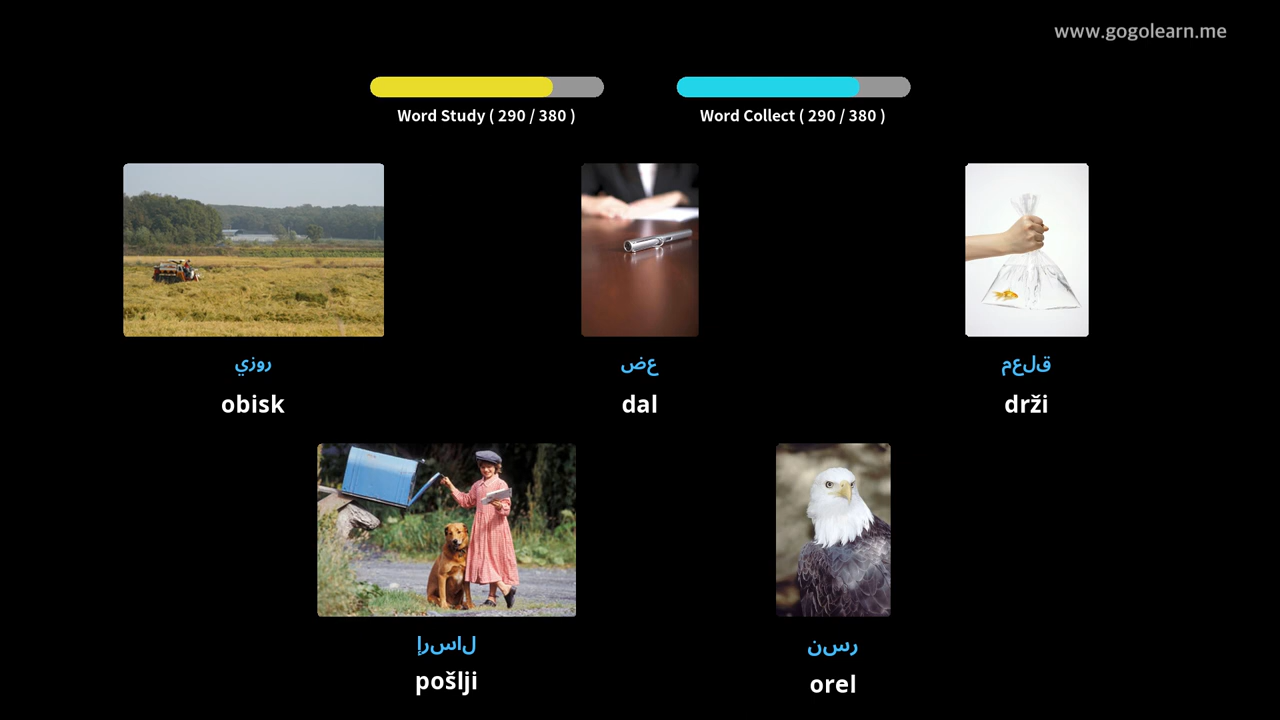 www.gogolearn.me
Word Study ( 290 / 380 )
Word Collect ( 290 / 380 )
روزي
obisk
عض
dal
قلعم
drži
لاسرإ
pošlji
رسن
orel